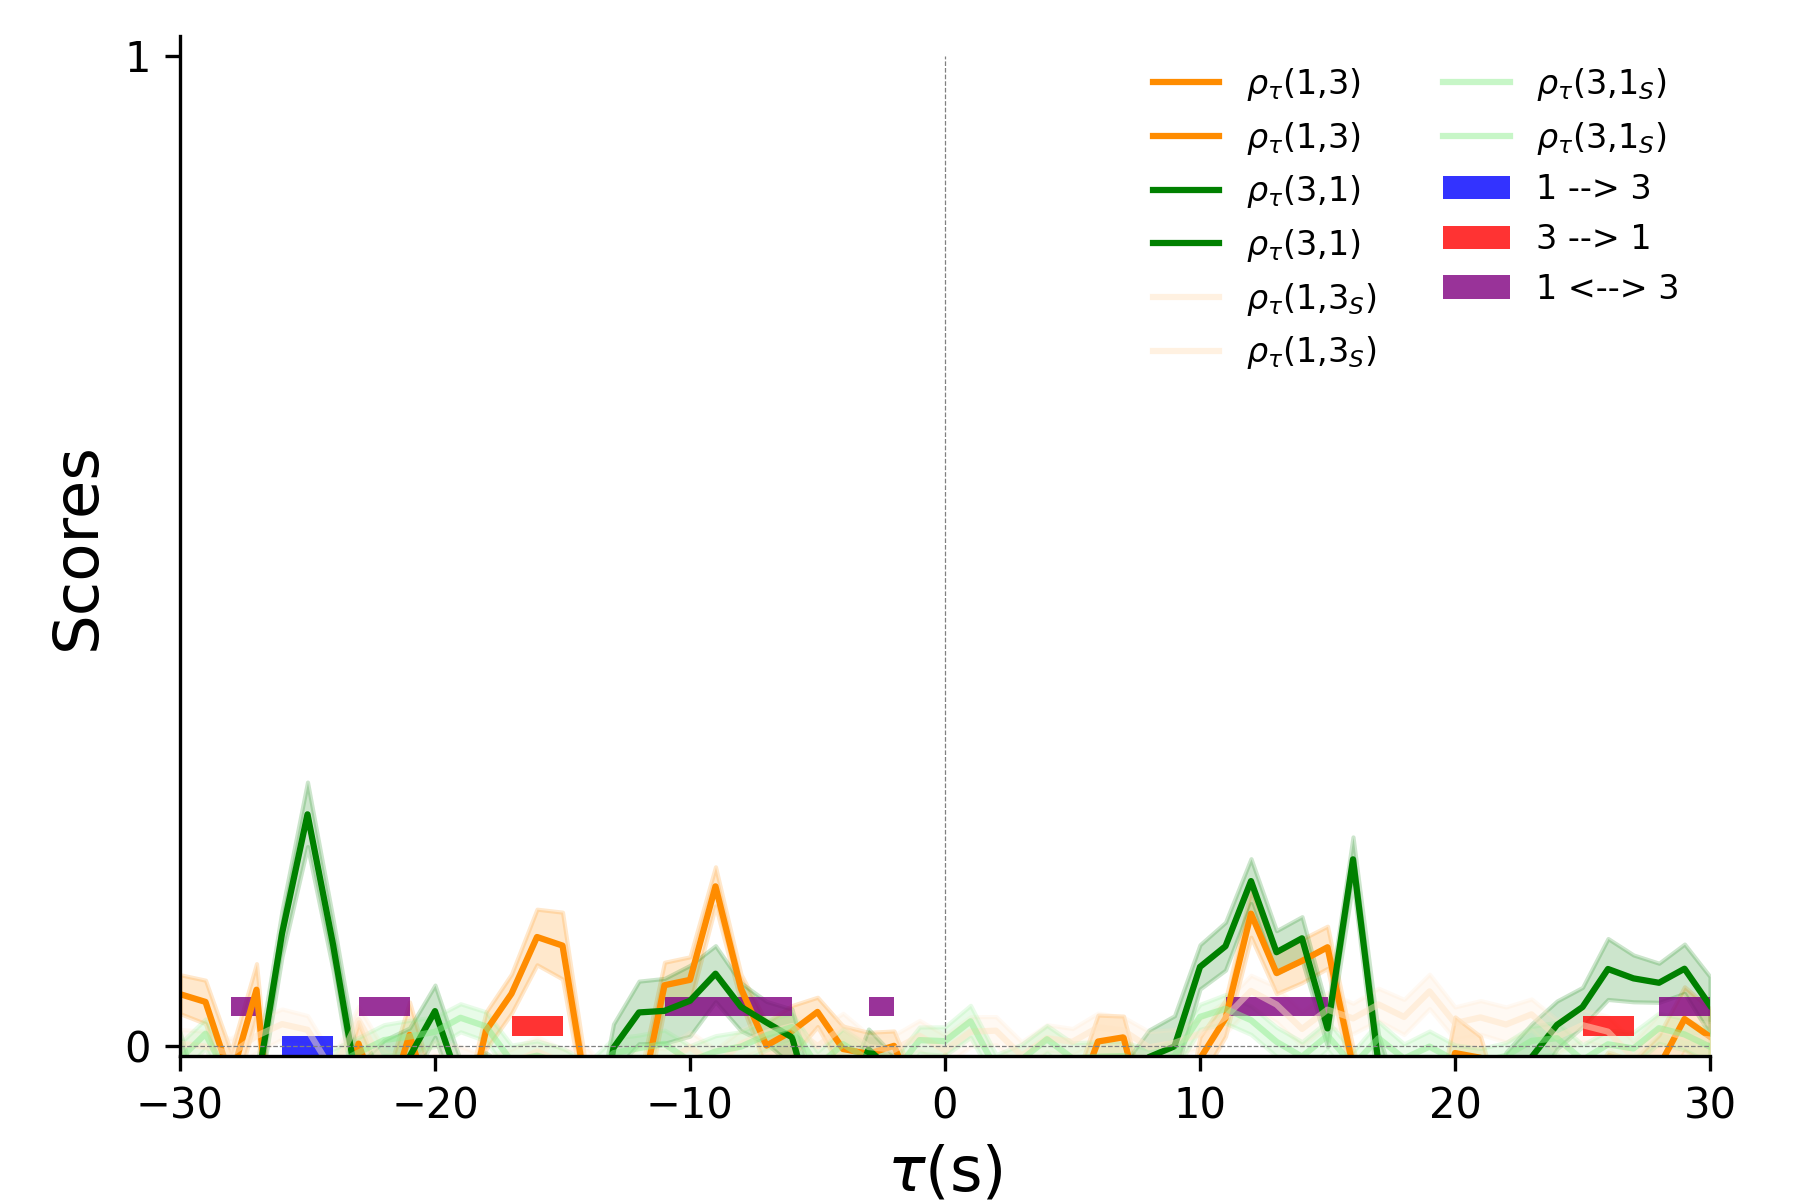 1
Scores
0
ρτ(1,3)
ρτ(1,3)
ρτ(3,1)
ρτ(3,1)
ρτ(1,3S)
ρτ(1,3S)
ρτ(3,1S)
ρτ(3,1S)
1 --> 3
3 --> 1
1 <--> 3
−30 −20 −10 0 10 20 30
τ(s)